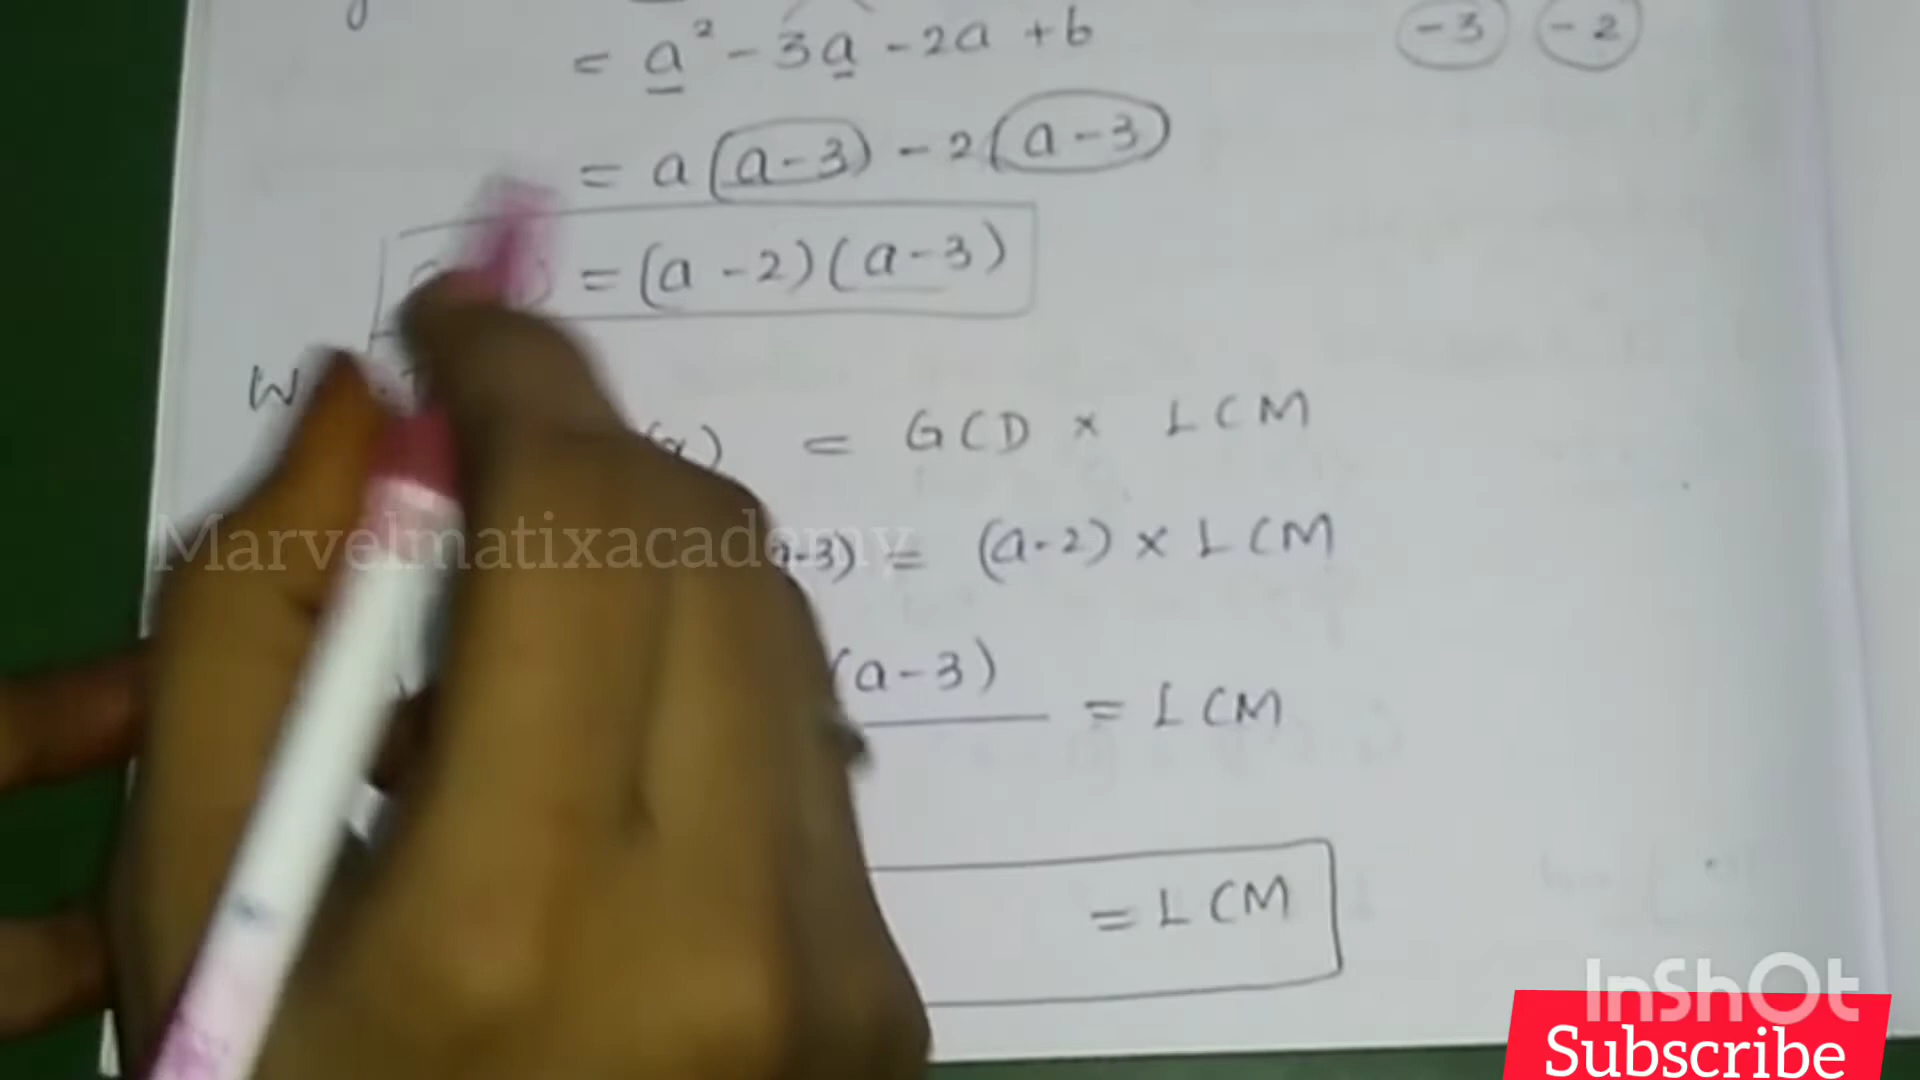 -3 -2
= a² - 3a - 2a + 6
= a (a-3) - 2 (a-3)
= (a -2) (a-3)
(x) = GCD × LCM
Marvelmatixacademy
a-3) = (a-2) × LCM
(a-3) = LCM
= LCM
InShOt
Subscribe